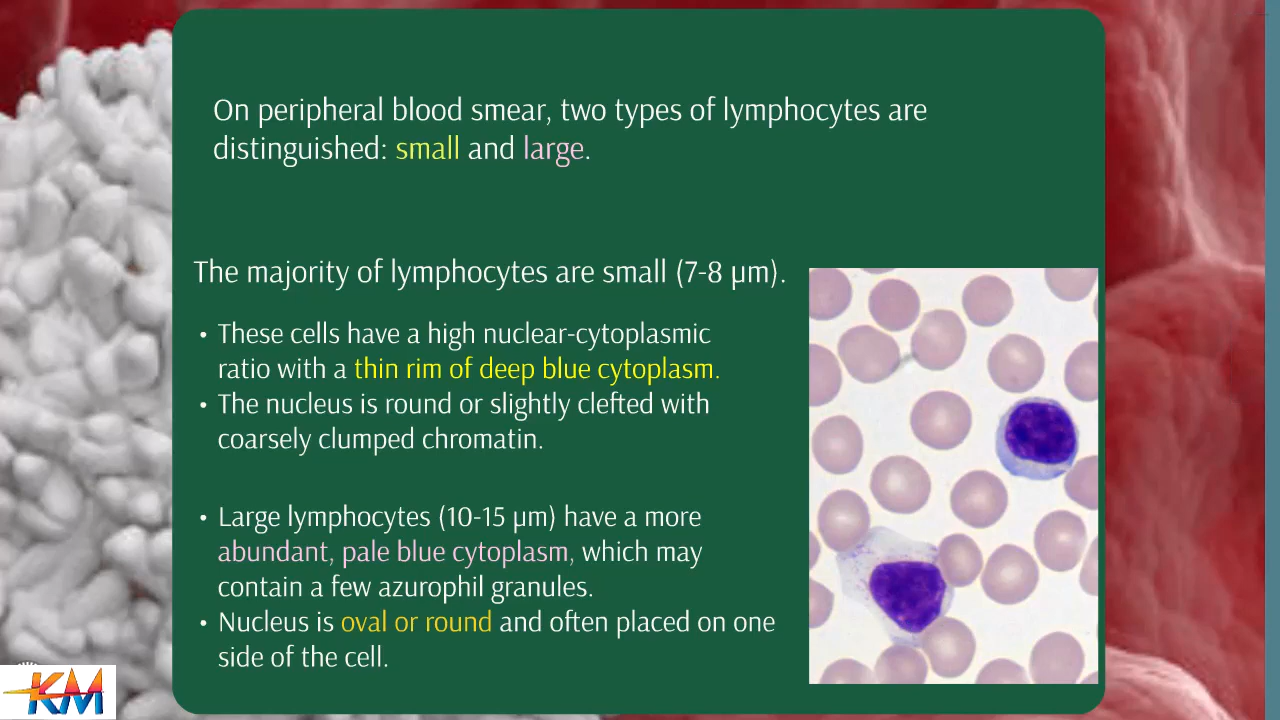 On peripheral blood smear, two types of lymphocytes are
distinguished: small and large.
The majority of lymphocytes are small (7-8 µm).
• These cells have a high nuclear-cytoplasmic
ratio with a thin rim of deep blue cytoplasm.
• The nucleus is round or slightly clefted with
coarsely clumped chromatin.
• Large lymphocytes (10-15 µm) have a more
abundant, pale blue cytoplasm, which may
contain a few azurophil granules.
• Nucleus is oval or round and often placed on one
side of the cell.
KM